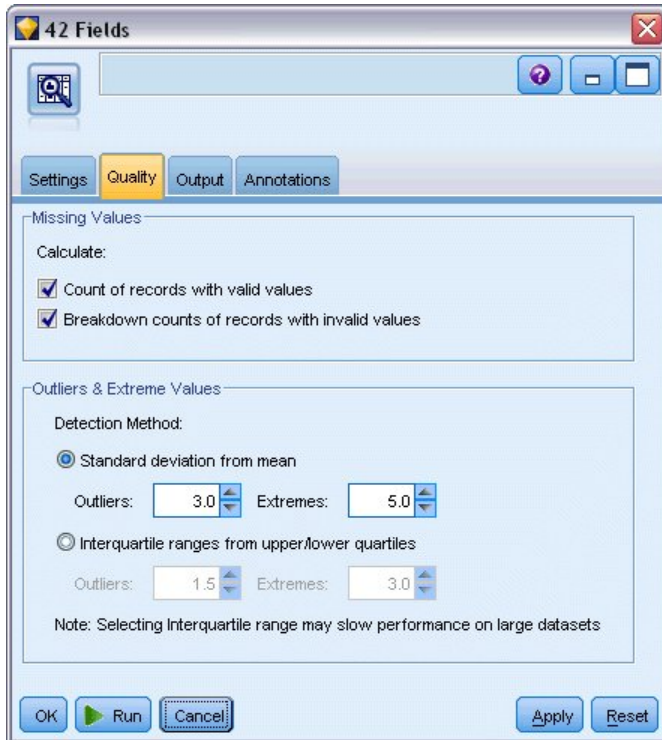 42 Fields
Settings Quality Output Annotations
Missing Values
Calculate:
Count of records with valid values
Breakdown counts of records with invalid values
Outliers & Extreme Values
Detection Method:
Standard deviation from mean
Outliers: 3.0 Extremes: 5.0
Interquartile ranges from upper/lower quartiles
Outliers: 1.5 Extremes: 3.0
Note: Selecting Interquartile range may slow performance on large datasets
OK Run Cancel Apply Reset